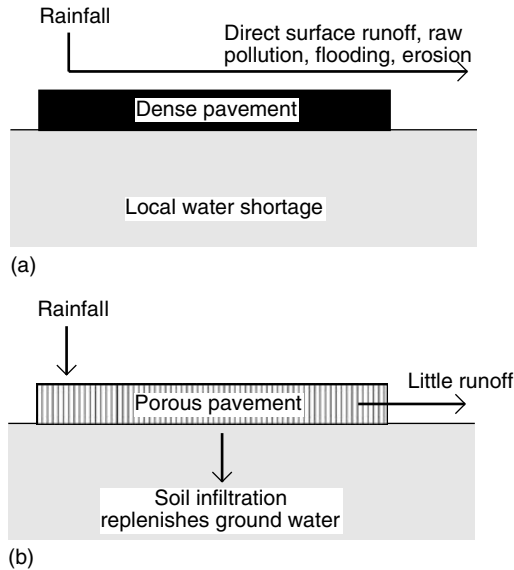 Rainfall
Direct surface runoff, raw
pollution, flooding, erosion
Dense pavement
Local water shortage
(a)
Rainfall
Little runoff
Porous pavement
Soil infiltration
replenishes ground water
(b)